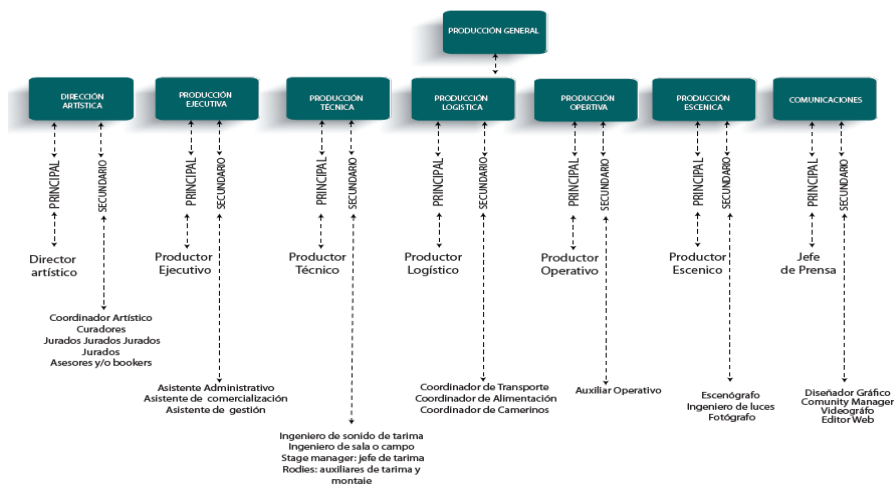 PRODUCCIÓN GENERAL
DIRECCIÓN
ARTÍSTICA
PRODUCCIÓN
EJECUTIVA
PRODUCCIÓN
TÉCNICA
PRODUCCIÓN
LOGISTICA
PRODUCCIÓN
OPERTIVA
PRODUCCIÓN
ESCENICA
COMUNICACIONES
PRINCIPAL
SECUNDARIO
PRINCIPAL
SECUNDARIO
PRINCIPAL
SECUNDARIO
PRINCIPAL
SECUNDARIO
PRINCIPAL
SECUNDARIO
PRINCIPAL
SECUNDARIO
PRINCIPAL
SECUNDARIO
Director
artístico
Productor
Ejecutivo
Productor
Técnico
Productor
Logístico
Productor
Operativo
Productor
Escenico
Jefe
de Prensa
Coordinador Artístico
Curadores
Jurados Jurados Jurados
Jurados
Asesores y/o bookers
Asistente Administrativo
Asistente de comercialización
Asistente de gestión
Ingeniero de sonido de tarima
Ingeniero de sala o campo
Stage manager: jefe de tarima
Rodies: auxiliares de tarima y
montaje
Coordinador de Transporte
Coordinador de Alimentación
Coordinador de Camerinos
Auxiliar Operativo
Escenógrafo
Ingeniero de luces
Fotógrafo
Diseñador Gráfico
Comunity Manager
Videográfo
Editor Web